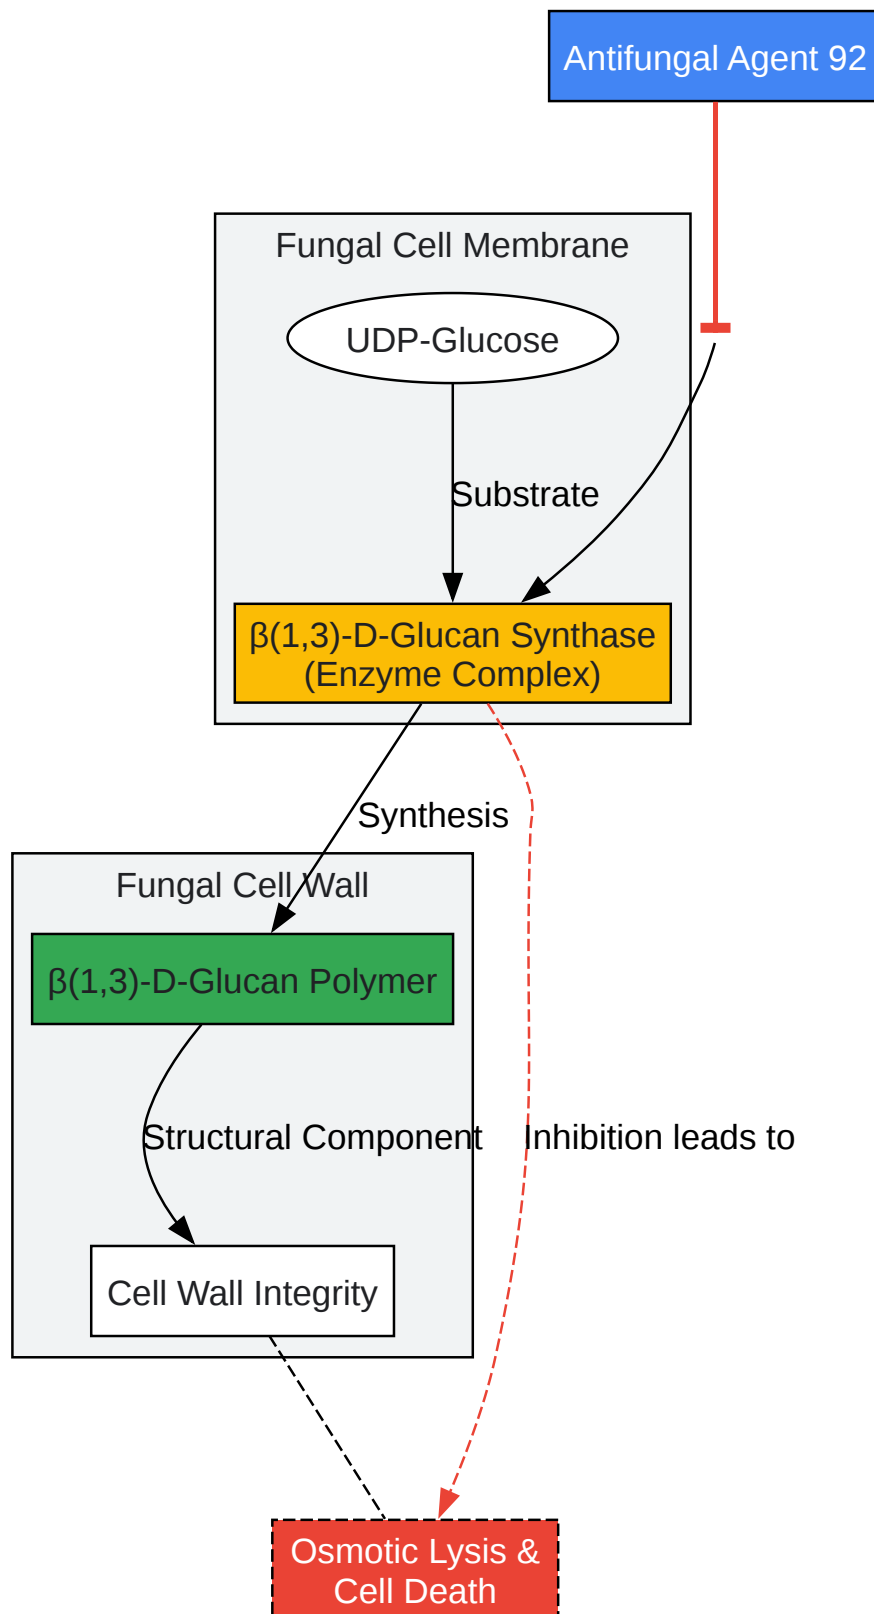 Antifungal Agent 92
Fungal Cell Membrane
UDP-Glucose
Substrate
β(1,3)-D-Glucan Synthase
(Enzyme Complex)
Synthesis
Fungal Cell Wall
β(1,3)-D-Glucan Polymer
Structural Component
Inhibition leads to
Cell Wall Integrity
Osmotic Lysis &
Cell Death